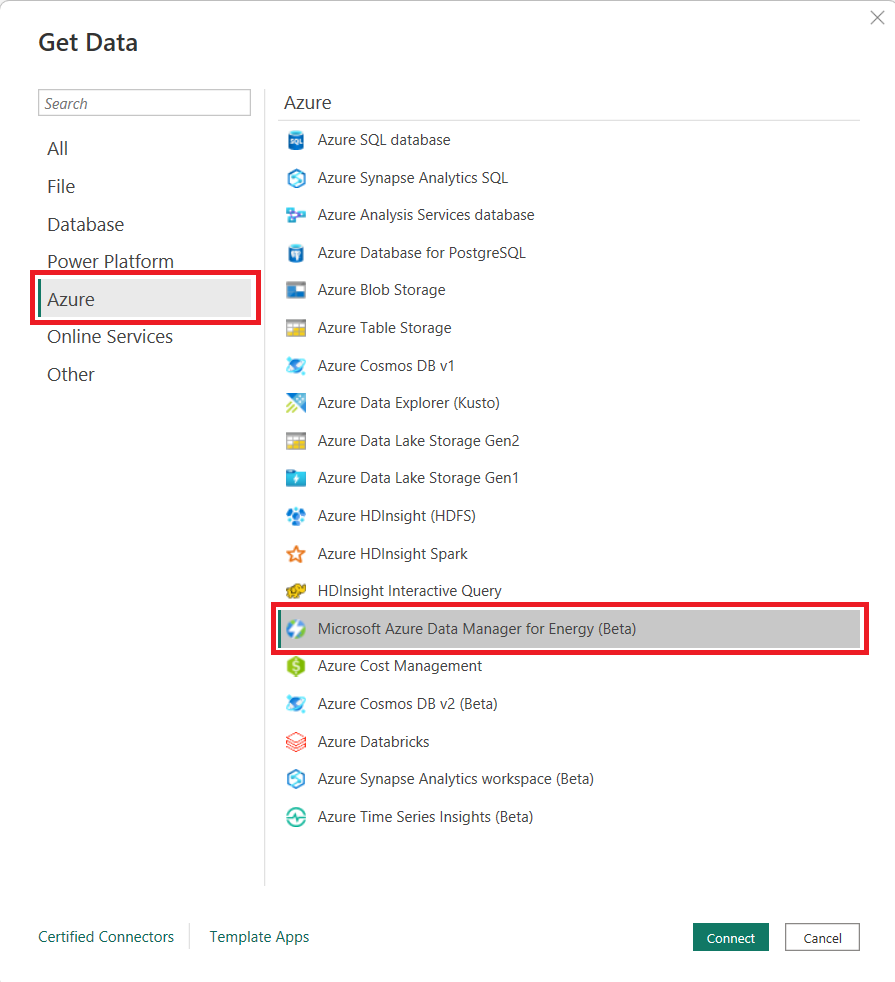 Get Data
Search
All
File
Database
Power Platform
Azure
Online Services
Other
Azure
Azure SQL database
Azure Synapse Analytics SQL
Azure Analysis Services database
Azure Database for PostgreSQL
Azure Blob Storage
Azure Table Storage
Azure Cosmos DB v1
Azure Data Explorer (Kusto)
Azure Data Lake Storage Gen2
Azure Data Lake Storage Gen1
Azure HDInsight (HDFS)
Azure HDInsight Spark
HDInsight Interactive Query
Microsoft Azure Data Manager for Energy (Beta)
Azure Cost Management
Azure Cosmos DB v2 (Beta)
Azure Databricks
Azure Synapse Analytics workspace (Beta)
Azure Time Series Insights (Beta)
Certified Connectors
Template Apps
Connect
Cancel